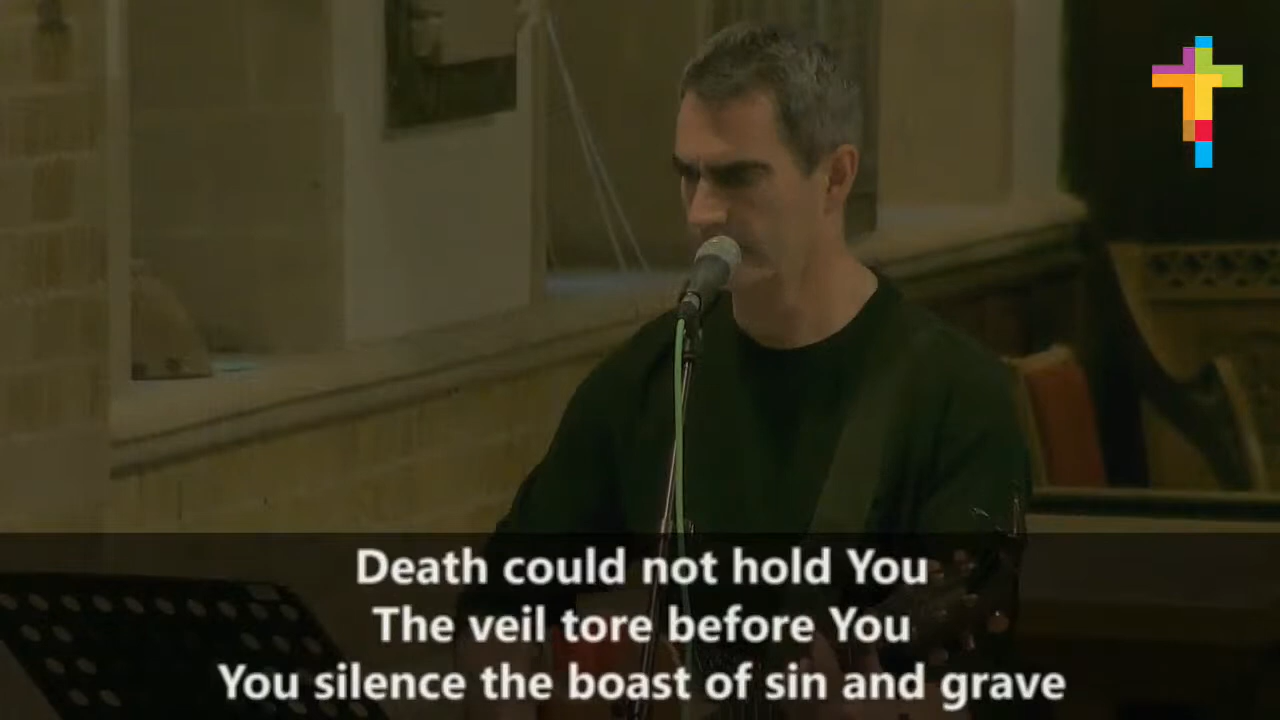 Death could not hold You
The veil tore before You
You silence the boast of sin and grave